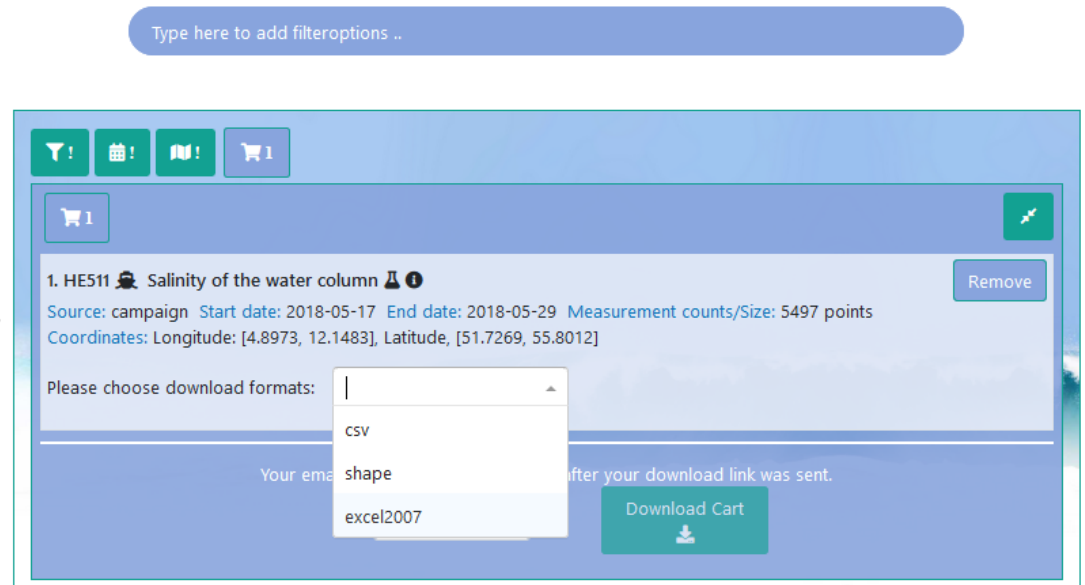 Type here to add filteroptions ..
! ! ! 1
1
1. HE511 Salinity of the water column
Remove
Source: campaign Start date: 2018-05-17 End date: 2018-05-29 Measurement counts/Size: 5497 points
Coordinates: Longitude: [4.8973, 12.1483], Latitude, [51.7269, 55.8012]
Please choose download formats:
csv
shape
excel2007
Your after your download link was sent.
Download Cart